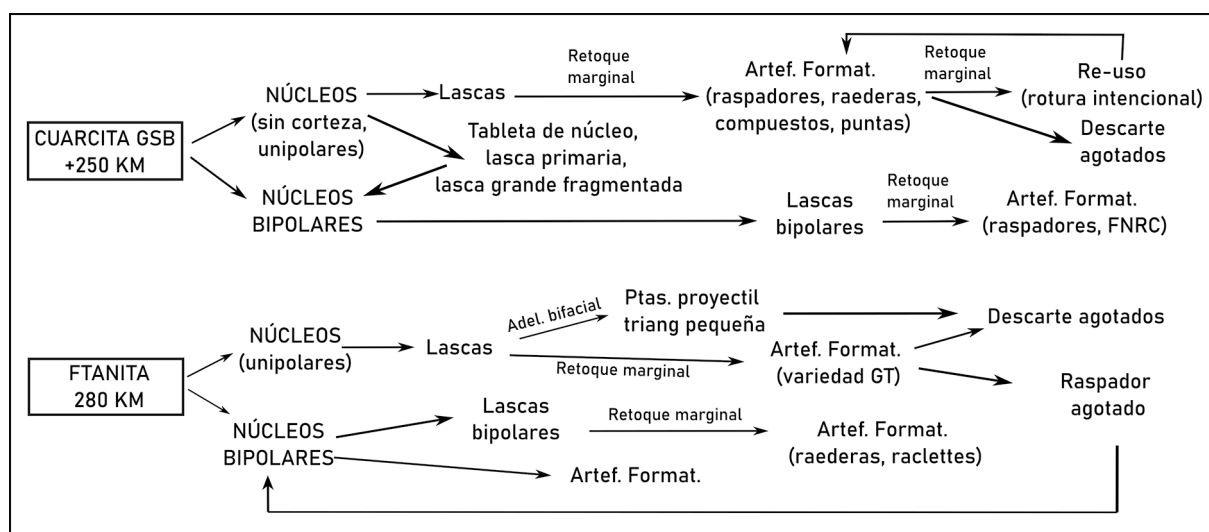 CUARCITA GSB
+250 KM
NÚCLEOS
(sin corteza,
unipolares)
Lascas
Retoque
marginal
Artef. Format.
(raspadores, raederas,
compuestos, puntas)
Retoque
marginal
Re-uso
(rotura intencional)
Descarte
agotados
Tableta de núcleo,
lasca primaria,
lasca grande fragmentada
NÚCLEOS
BIPOLARES
Lascas
bipolares
Retoque
marginal
Artef. Format.
(raspadores, FNRC)
FTANITA
280 KM
NÚCLEOS
(unipolares)
Lascas
Adel. bifacial
Ptas. proyectil
triang pequeña
Descarte agotados
Retoque marginal
Artef. Format.
(variedad GT)
Raspador
agotado
NÚCLEOS
BIPOLARES
Lascas
bipolares
Retoque marginal
Artef. Format.
(raederas, raclettes)
Artef. Format.